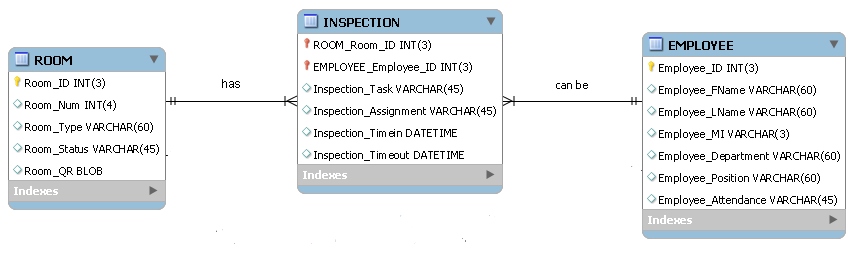 ROOM
Room_ID INT(3)
Room_Num INT(4)
Room_Type VARCHAR(60)
Room_Status VARCHAR(45)
Room_QR BLOB
Indexes
has
INSPECTION
ROOM_Room_ID INT(3)
EMPLOYEE_Employee_ID INT(3)
Inspection_Task VARCHAR(45)
Inspection_Assignment VARCHAR(45)
Inspection_Timein DATETIME
Inspection_Timeout DATETIME
Indexes
can be
EMPLOYEE
Employee_ID INT(3)
Employee_FName VARCHAR(60)
Employee_LName VARCHAR(60)
Employee_MI VARCHAR(3)
Employee_Department VARCHAR(60)
Employee_Position VARCHAR(60)
Employee_Attendance VARCHAR(45)
Indexes